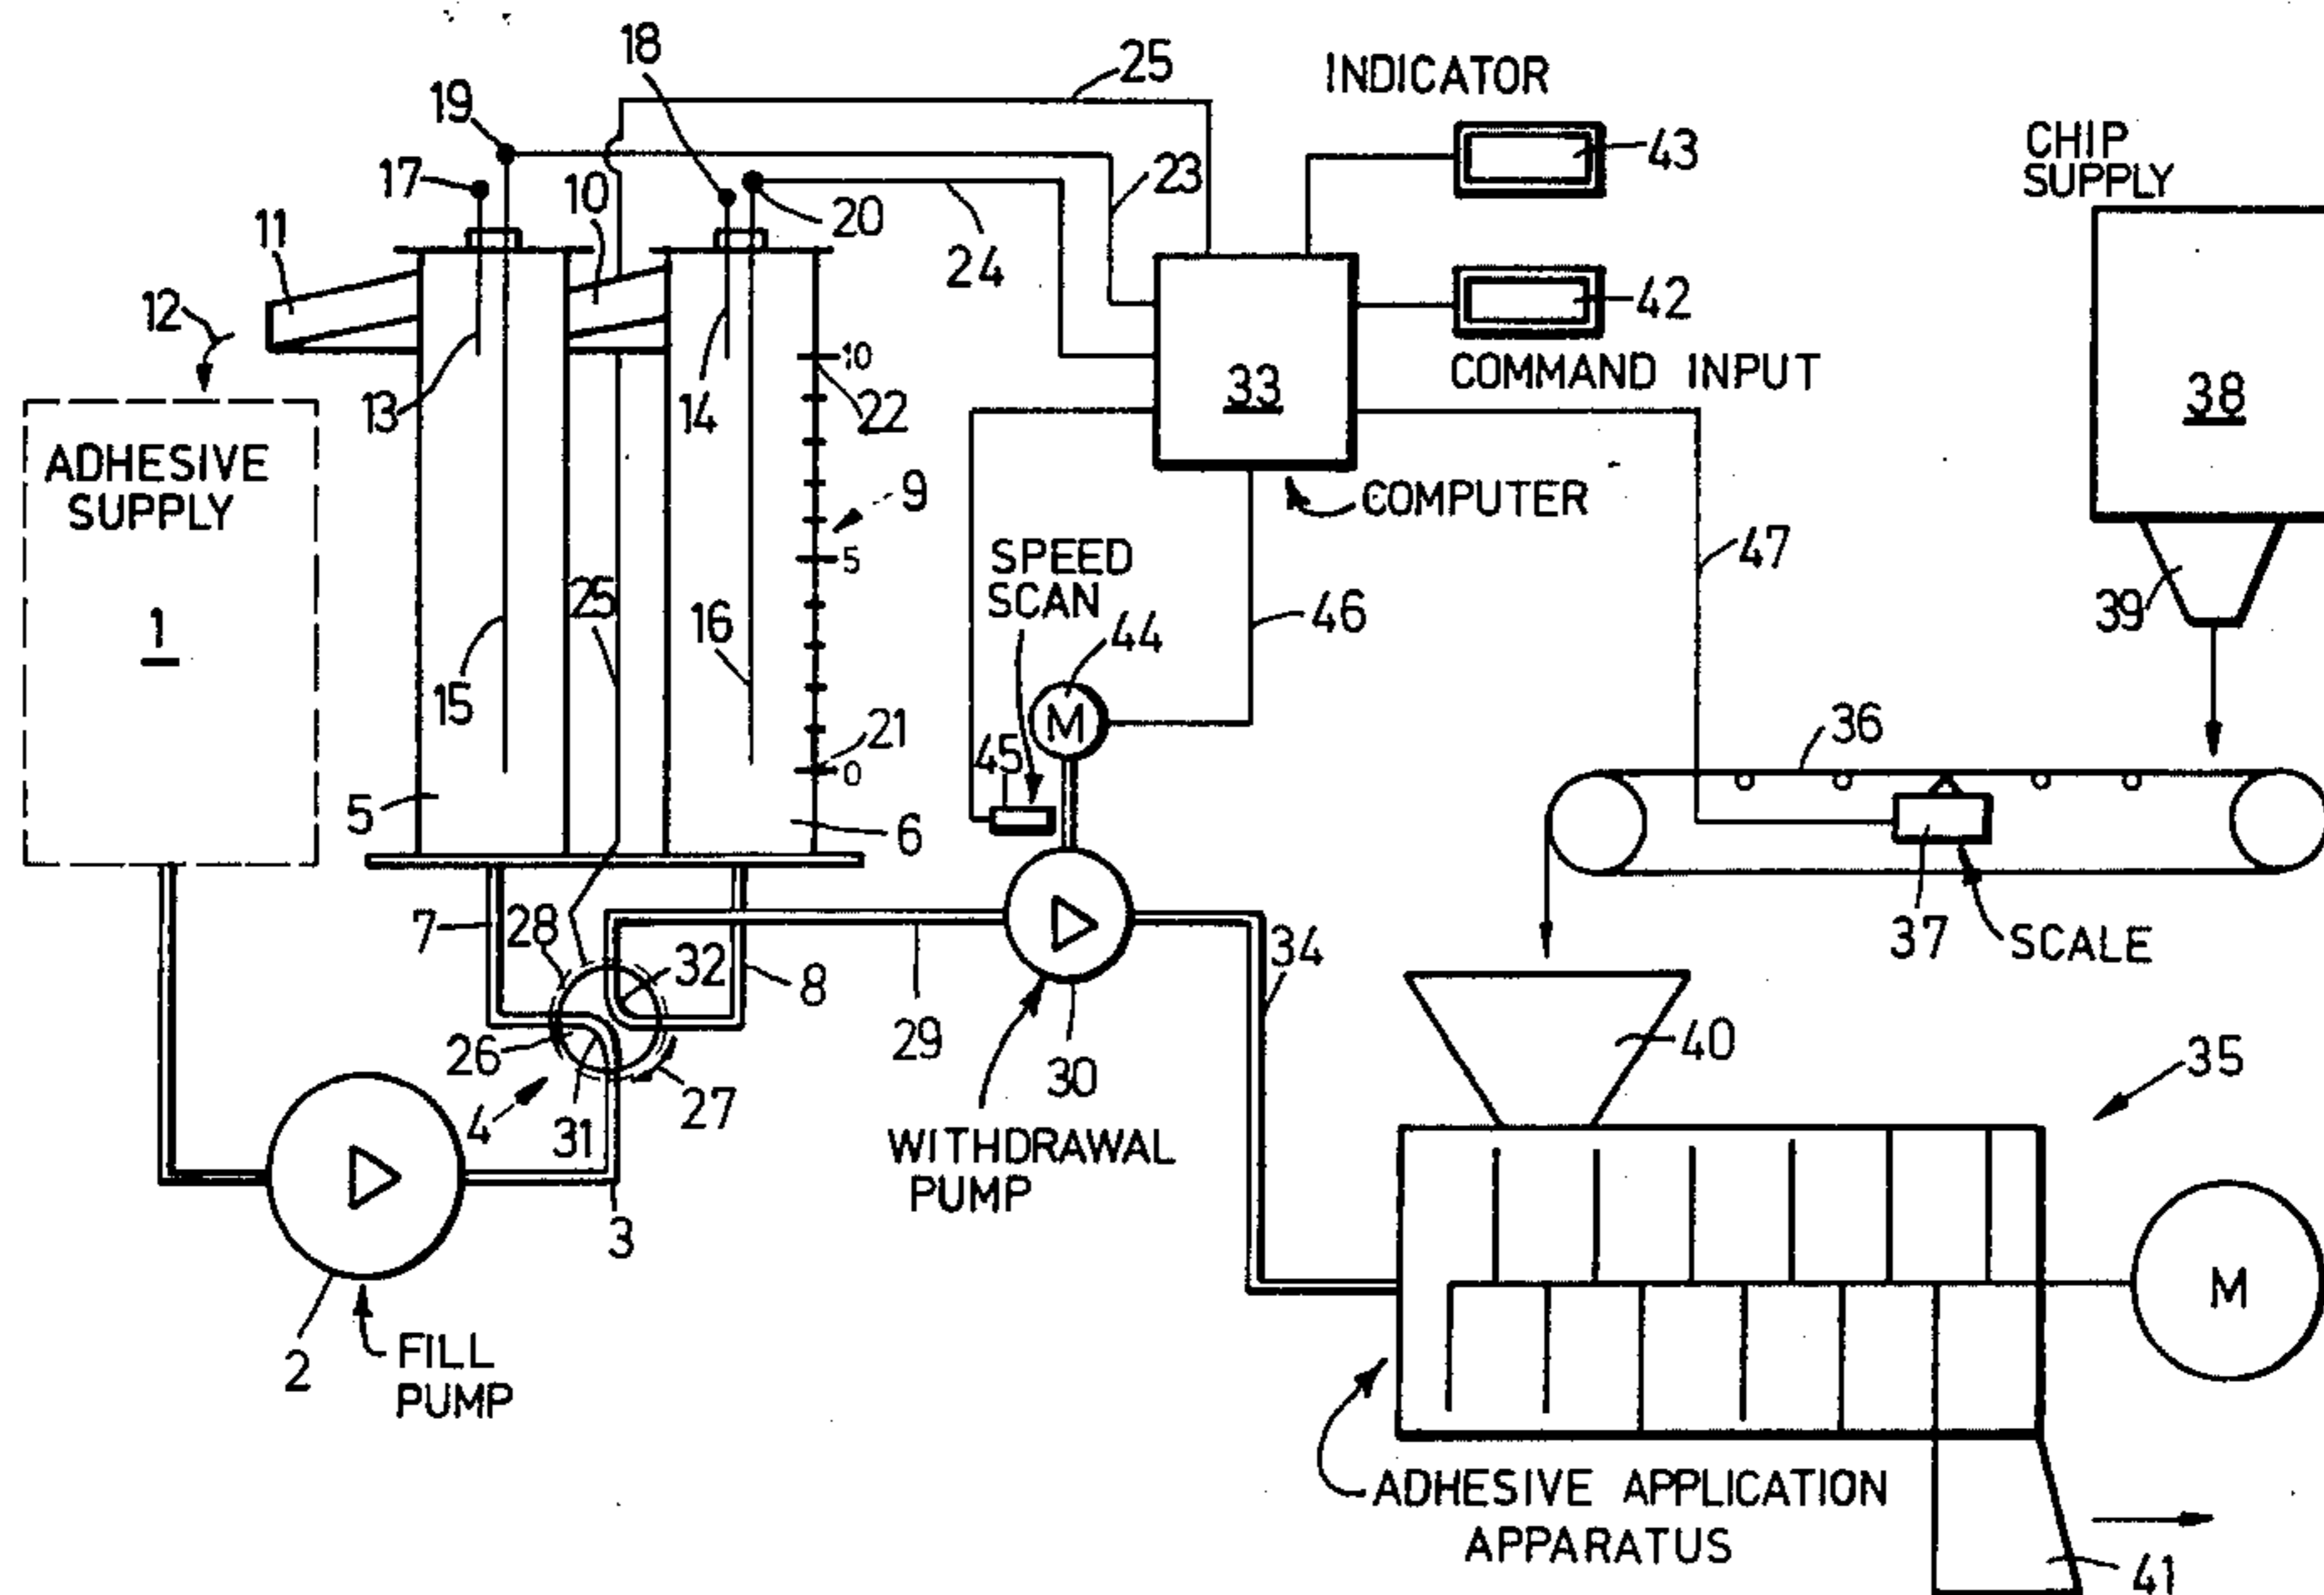 18
25
INDICATOR
19
43
CHIP
SUPPLY
17
10
23
11
20
24
12
42
13
14
10
22
COMMAND INPUT
33
38
ADHESIVE
SUPPLY
9
COMPUTER
5
47
SPEED
SCAN
1
25
16
44
46
39
15
21
0
45
36
5
6
7
28
32
8
34
37
SCALE
M
26
29
30
40
35
4
31
27
WITHDRAWAL
PUMP
3
M
2
FILL
PUMP
ADHESIVE APPLICATION
APPARATUS
41